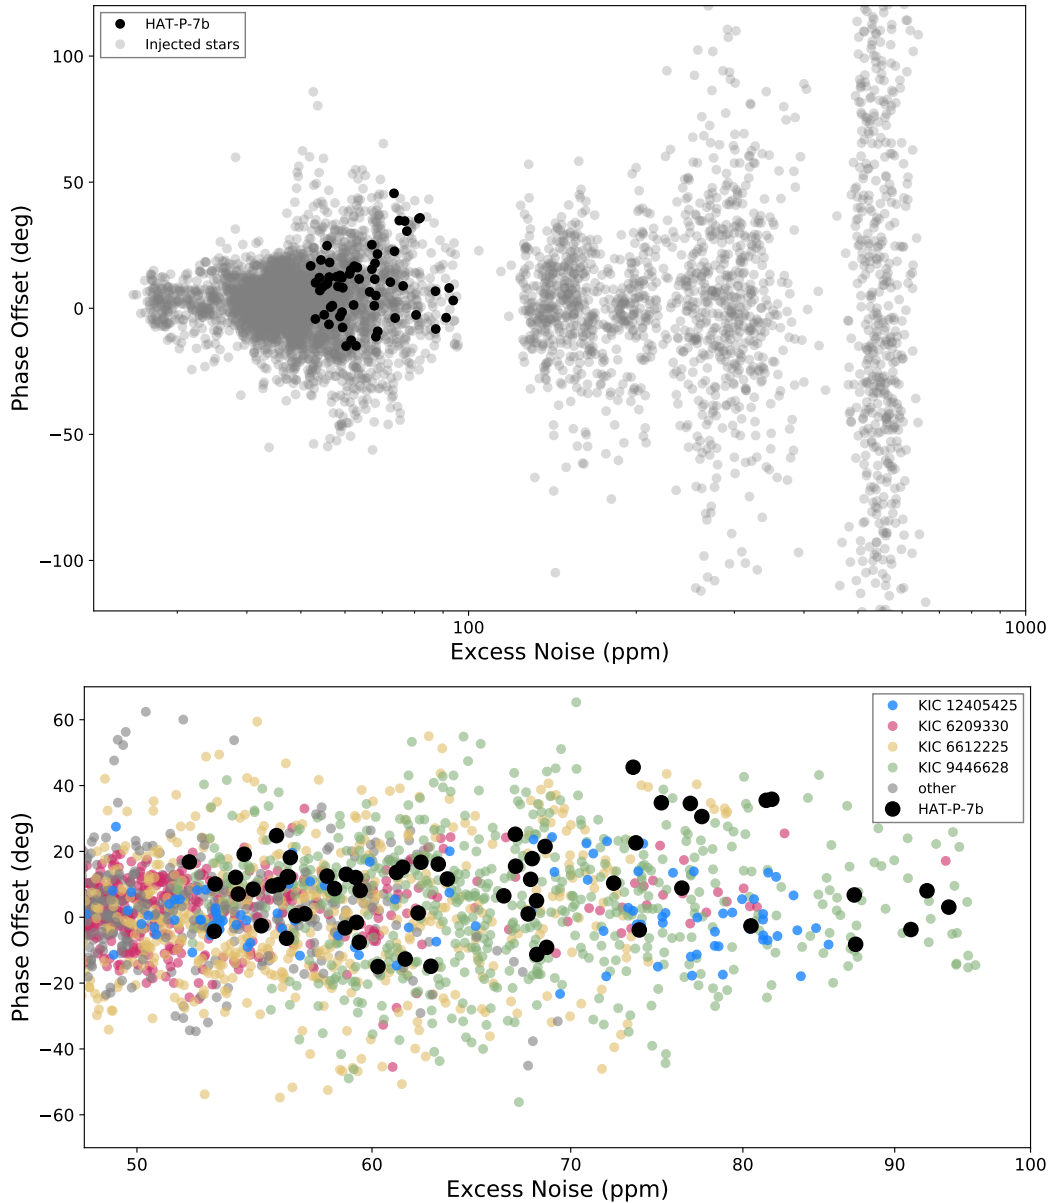 HAT-P-7b
Injected stars
100
50
0
−50
−100
Phase Offset (deg)
100
1000
Excess Noise (ppm)
KIC 12405425
KIC 6209330
KIC 6612225
KIC 9446628
other
HAT-P-7b
60
40
20
0
−20
−40
−60
Phase Offset (deg)
50
60
70
80
90
100
Excess Noise (ppm)